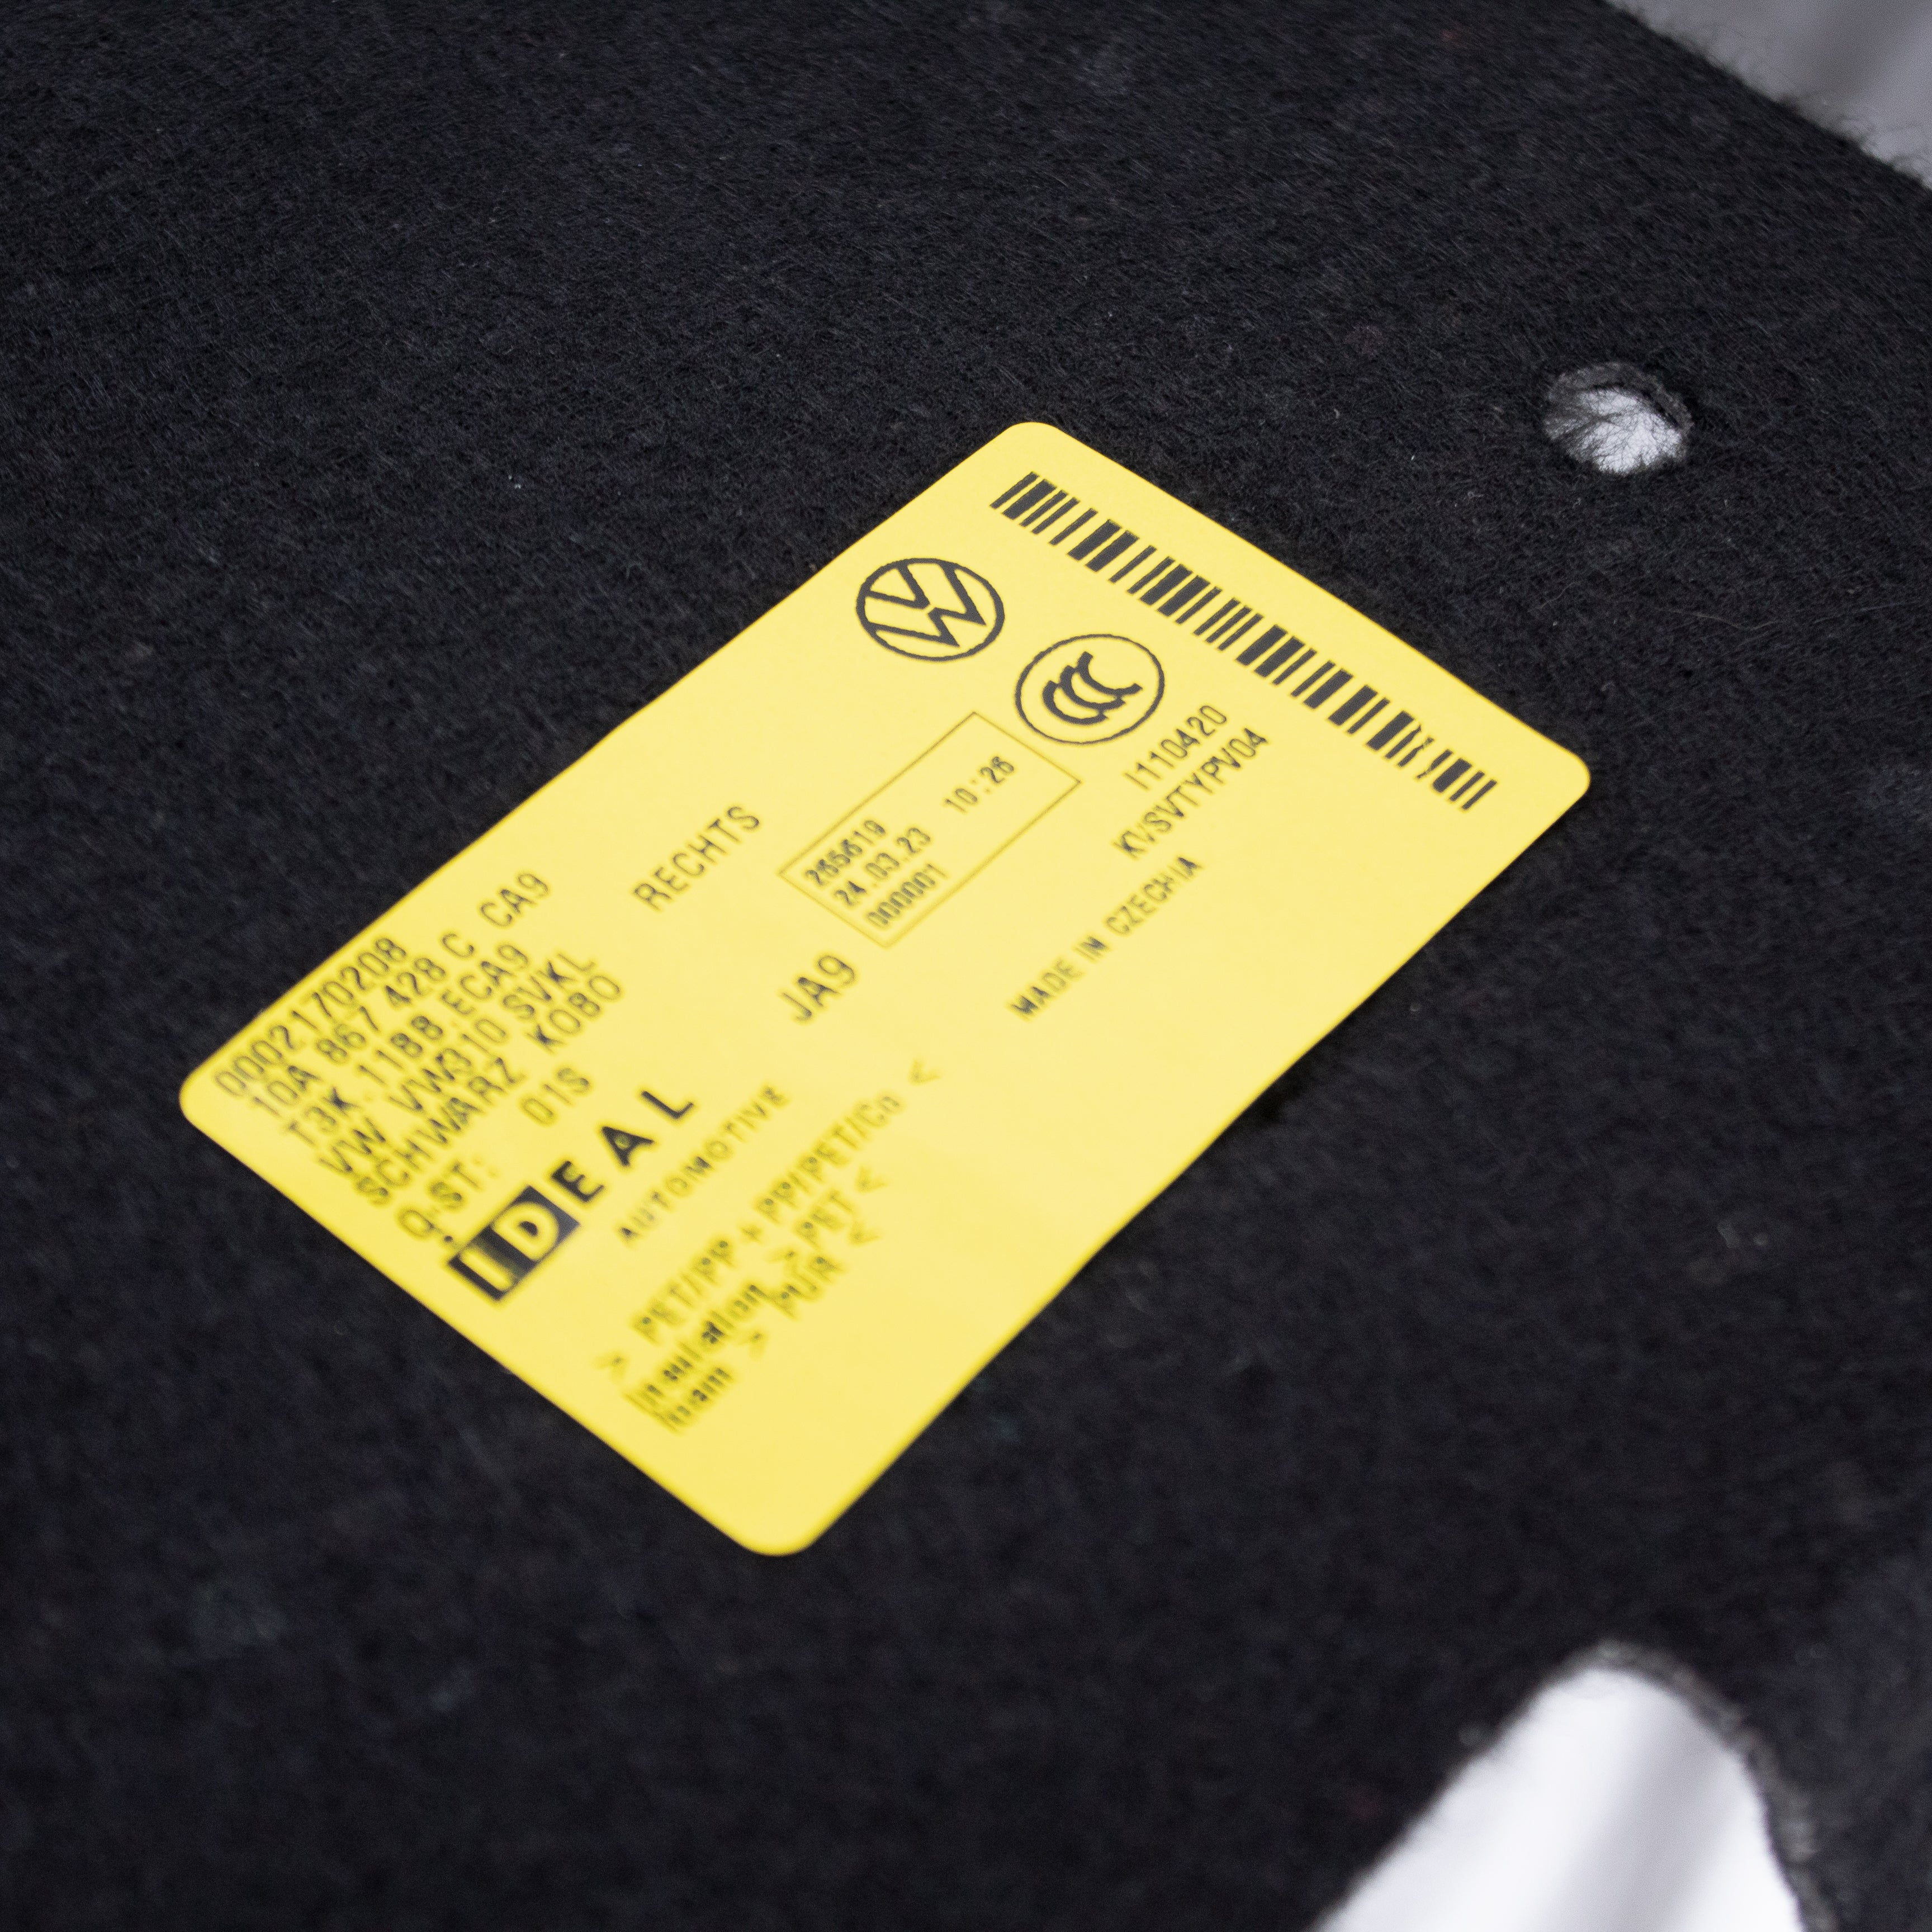 0002170208
10A 867 428 C CA9
T3K.1188.ECA9
VW VW310 SVKL
SCHWARZ KOBO
Q-ST: 01S
RECHTS
IDEAL
AUTOMOTIVE
JA9
24.03.23 10:26
000001
> PET/PP + PP/PET/Co <
Insulation > PET <
foam > PUR <
MADE IN CZECHIA
I110420
KVSVTYPV04